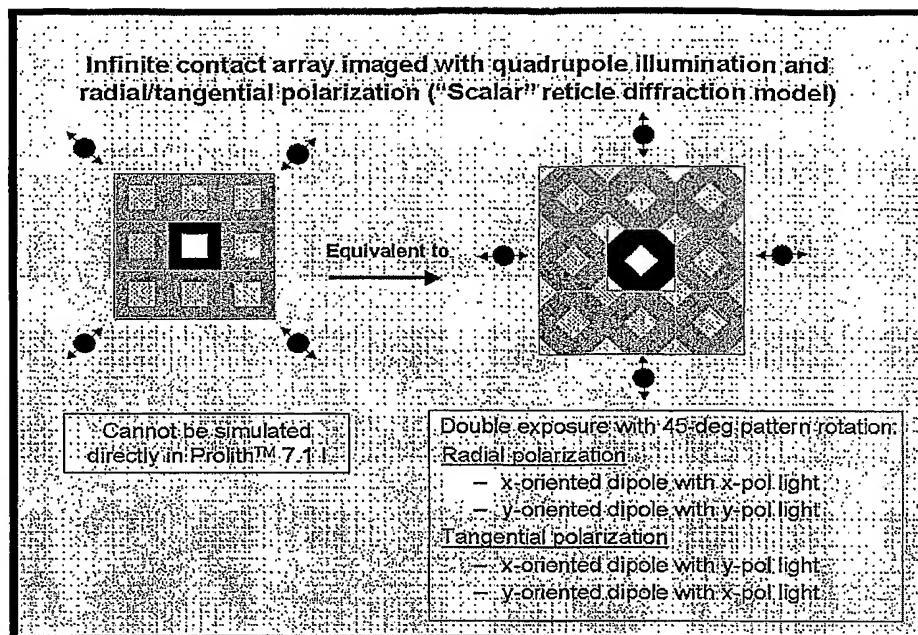 Infinite contact array imaged with quadrupole illumination and
radial/tangential polarization ("Scalar" reticle diffraction model)
Equivalent to
Cannot be simulated
directly in Prolith™ 7.1 !
Double exposure with 45-deg pattern rotation:
Radial polarization
– x-oriented dipole with x-pol light
– y-oriented dipole with y-pol light
Tangential polarization
– x-oriented dipole with y-pol light
– y-oriented dipole with x-pol light